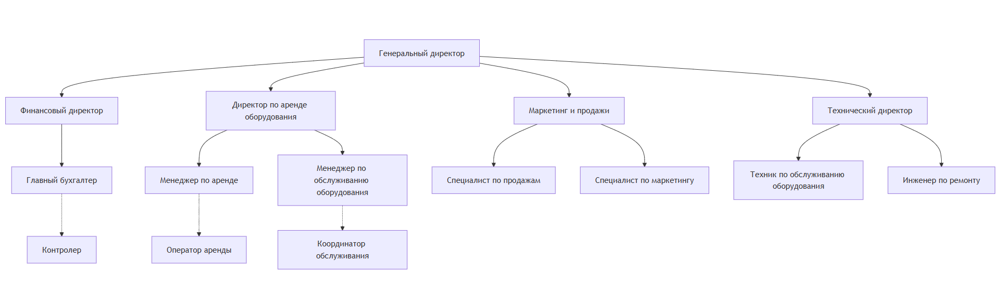 Генеральный директор
Финансовый директор
Директор по аренде
оборудования
Маркетинг и продажи
Технический директор
Главный бухгалтер
Менеджер по аренде
Менеджер по
обслуживанию
оборудования
Специалист по продажам
Специалист по маркетингу
Техник по обслуживанию
оборудования
Инженер по ремонту
Контролер
Оператор аренды
Координатор
обслуживания